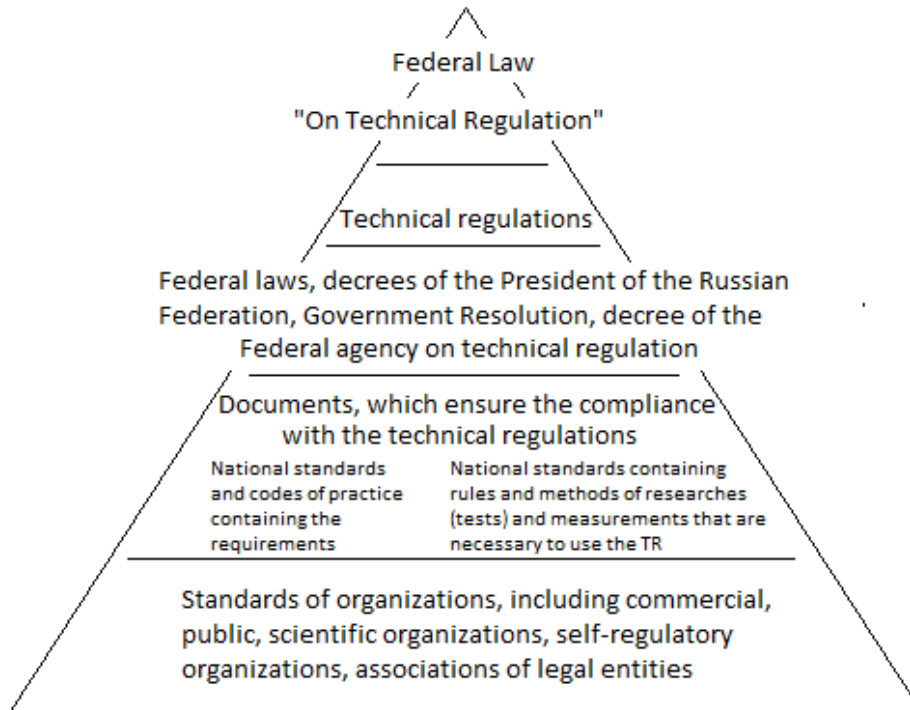 Federal Law
"On Technical Regulation"
Technical regulations
Federal laws, decrees of the President of the Russian
Federation, Government Resolution, decree of the
Federal agency on technical regulation
Documents, which ensure the compliance
with the technical regulations
National standards
and codes of practice
containing the
requirements
National standards containing
rules and methods of researches
(tests) and measurements that are
necessary to use the TR
Standards of organizations, including commercial,
public, scientific organizations, self-regulatory
organizations, associations of legal entities